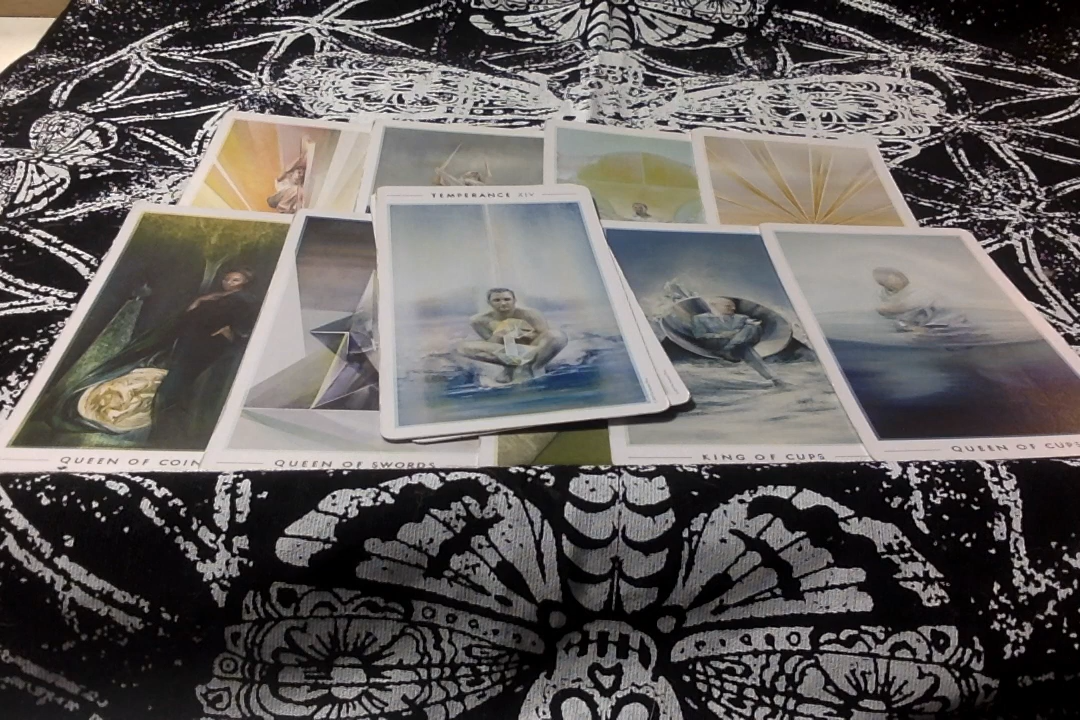 TEMPERANCE XIV
QUEEN OF COIN
QUEEN OF SWORDS
KING OF CUPS
QUEEN OF CUPS